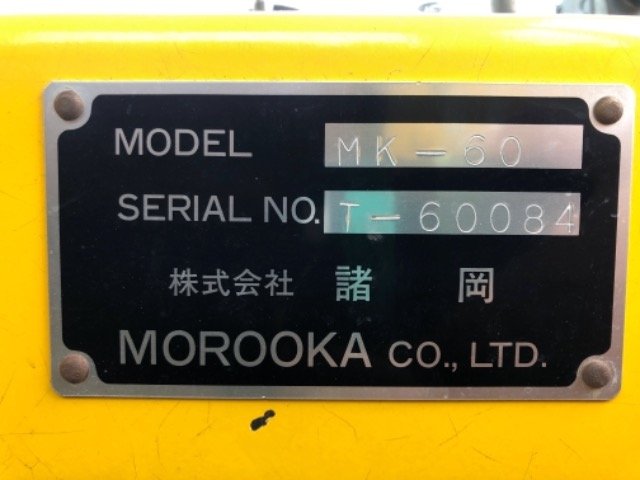 MODEL MK-60
SERIAL NO. T-60084
株式会社 諸岡
MOROOKA CO., LTD.